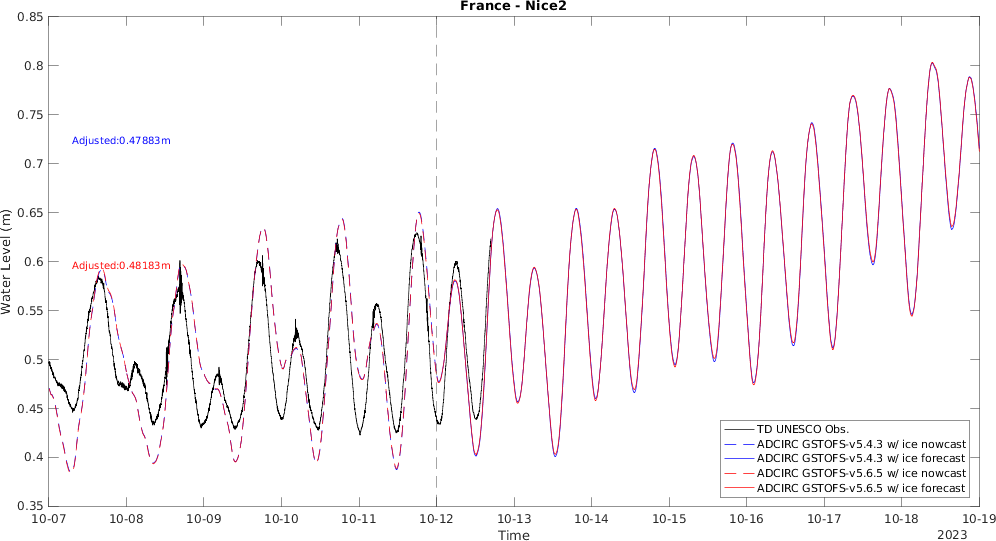 France - Nice2
0.85
0.8
0.75
0.7
0.65
0.6
0.55
0.5
0.45
0.4
0.35
Water Level (m)
Adjusted:0.47883m
Adjusted:0.48183m
TD UNESCO Obs.
ADCIRC GSTOFS-v5.4.3 w/ ice nowcast
ADCIRC GSTOFS-v5.4.3 w/ ice forecast
ADCIRC GSTOFS-v5.6.5 w/ ice nowcast
ADCIRC GSTOFS-v5.6.5 w/ ice forecast
10-07 10-08 10-09 10-10 10-11 10-12 10-13 10-14 10-15 10-16 10-17 10-18 10-19
Time
2023